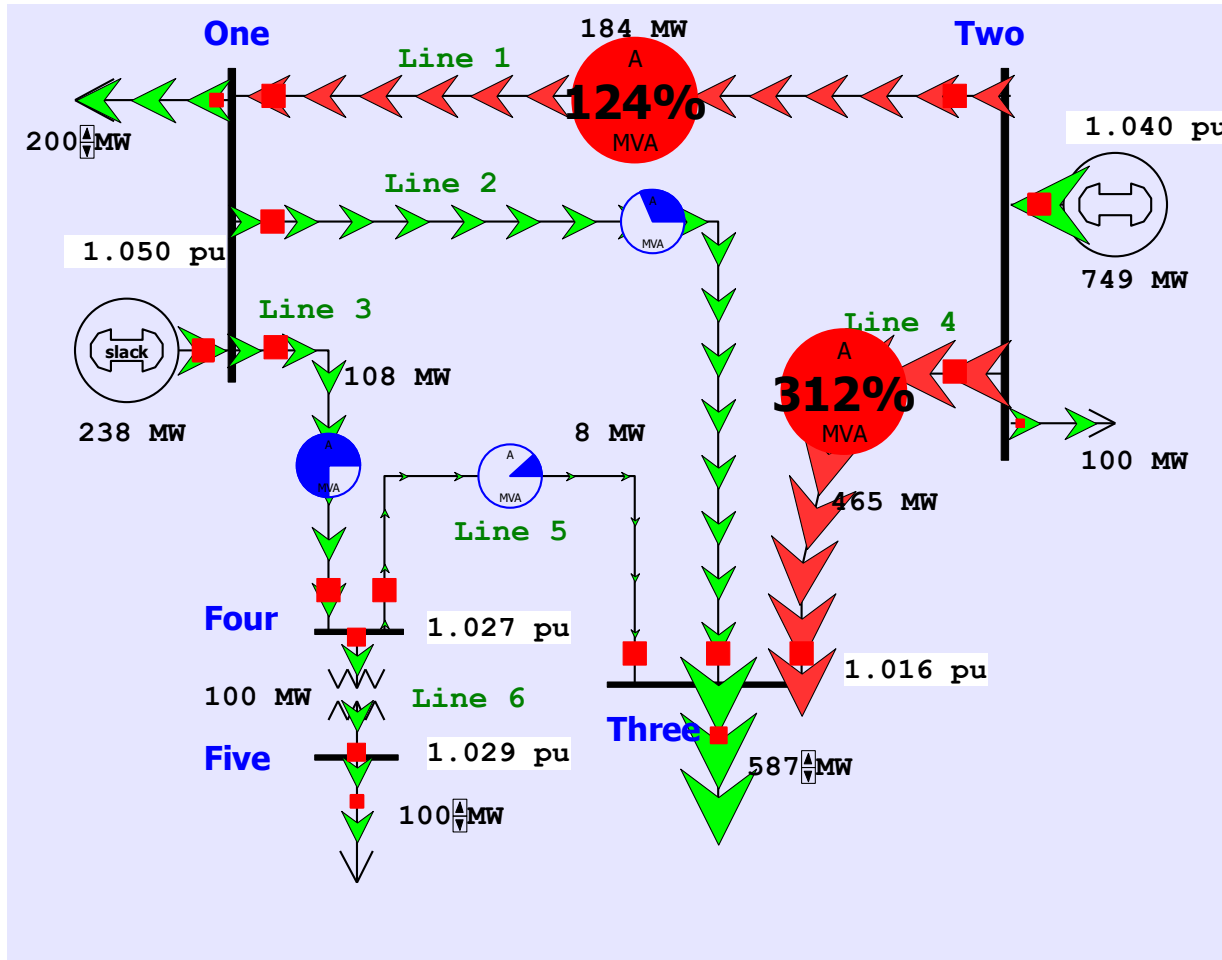 One
184 MW
Two
Line 1
A
124%
MVA
1.040 pu
200 MW
Line 2
A
MVA
1.050 pu
749 MW
Line 3
slack
Line 4
A
312%
MVA
108 MW
238 MW
8 MW
100 MW
A
MVA
A
MVA
465 MW
Line 5
Four
1.027 pu
1.016 pu
100 MW
Line 6
Three
Five
1.029 pu
587 MW
100 MW